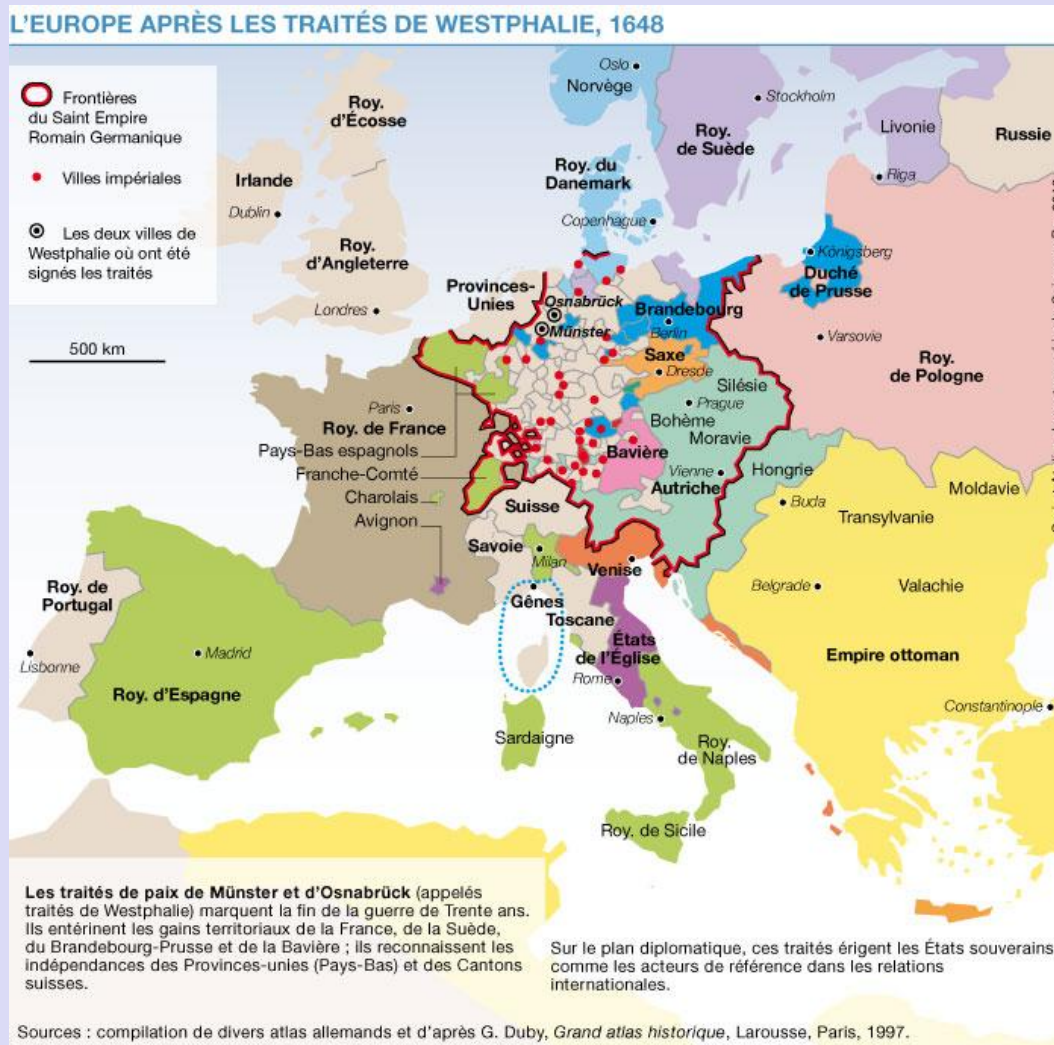 L'EUROPE APRÈS LES TRAITÉS DE WESTPHALIE, 1648
Frontières
du Saint Empire
Romain Germanique
Villes impériales
Les deux villes de
Westphalie où ont été
signés les traités
500 km
Oslo
Norvège
Stockholm
Roy.
de Suède
Livonie
Russie
Riga
Roy.
d'Écosse
Irlande
Dublin
Roy.
d'Angleterre
Londres
Roy. du
Danemark
Copenhague
Königsberg
Duché
de Prusse
Provinces-
Unies
Osnabrück
Münster
Brandebourg
Berlin
Varsovie
Roy.
de Pologne
Saxe
Dresde
Silésie
Prague
Bohème
Moravie
Paris
Roy. de France
Pays-Bas espagnols
Franche-Comté
Charolais
Avignon
Bavière
Vienne
Autriche
Hongrie
Buda
Moldavie
Transylvanie
Suisse
Savoie
Milan
Venise
Belgrade
Valachie
Gênes
Toscane
États
de l'Église
Rome
Empire ottoman
Constantinople
Roy. de
Portugal
Lisbonne
Madrid
Roy. d'Espagne
Sardaigne
Naples
Roy.
de Naples
Roy. de Sicile
Les traités de paix de Münster et d'Osnabrück (appelés
traités de Westphalie) marquent la fin de la guerre de Trente ans.
Ils entérinent les gains territoriaux de la France, de la Suède,
du Brandebourg-Prusse et de la Bavière ; ils reconnaissent les
indépendances des Provinces-unies (Pays-Bas) et des Cantons
suisses.
Sur le plan diplomatique, ces traités érigent les États souverains
comme les acteurs de référence dans les relations
internationales.
Sources : compilation de divers atlas allemands et d'après G. Duby, Grand atlas historique, Larousse, Paris, 1997.